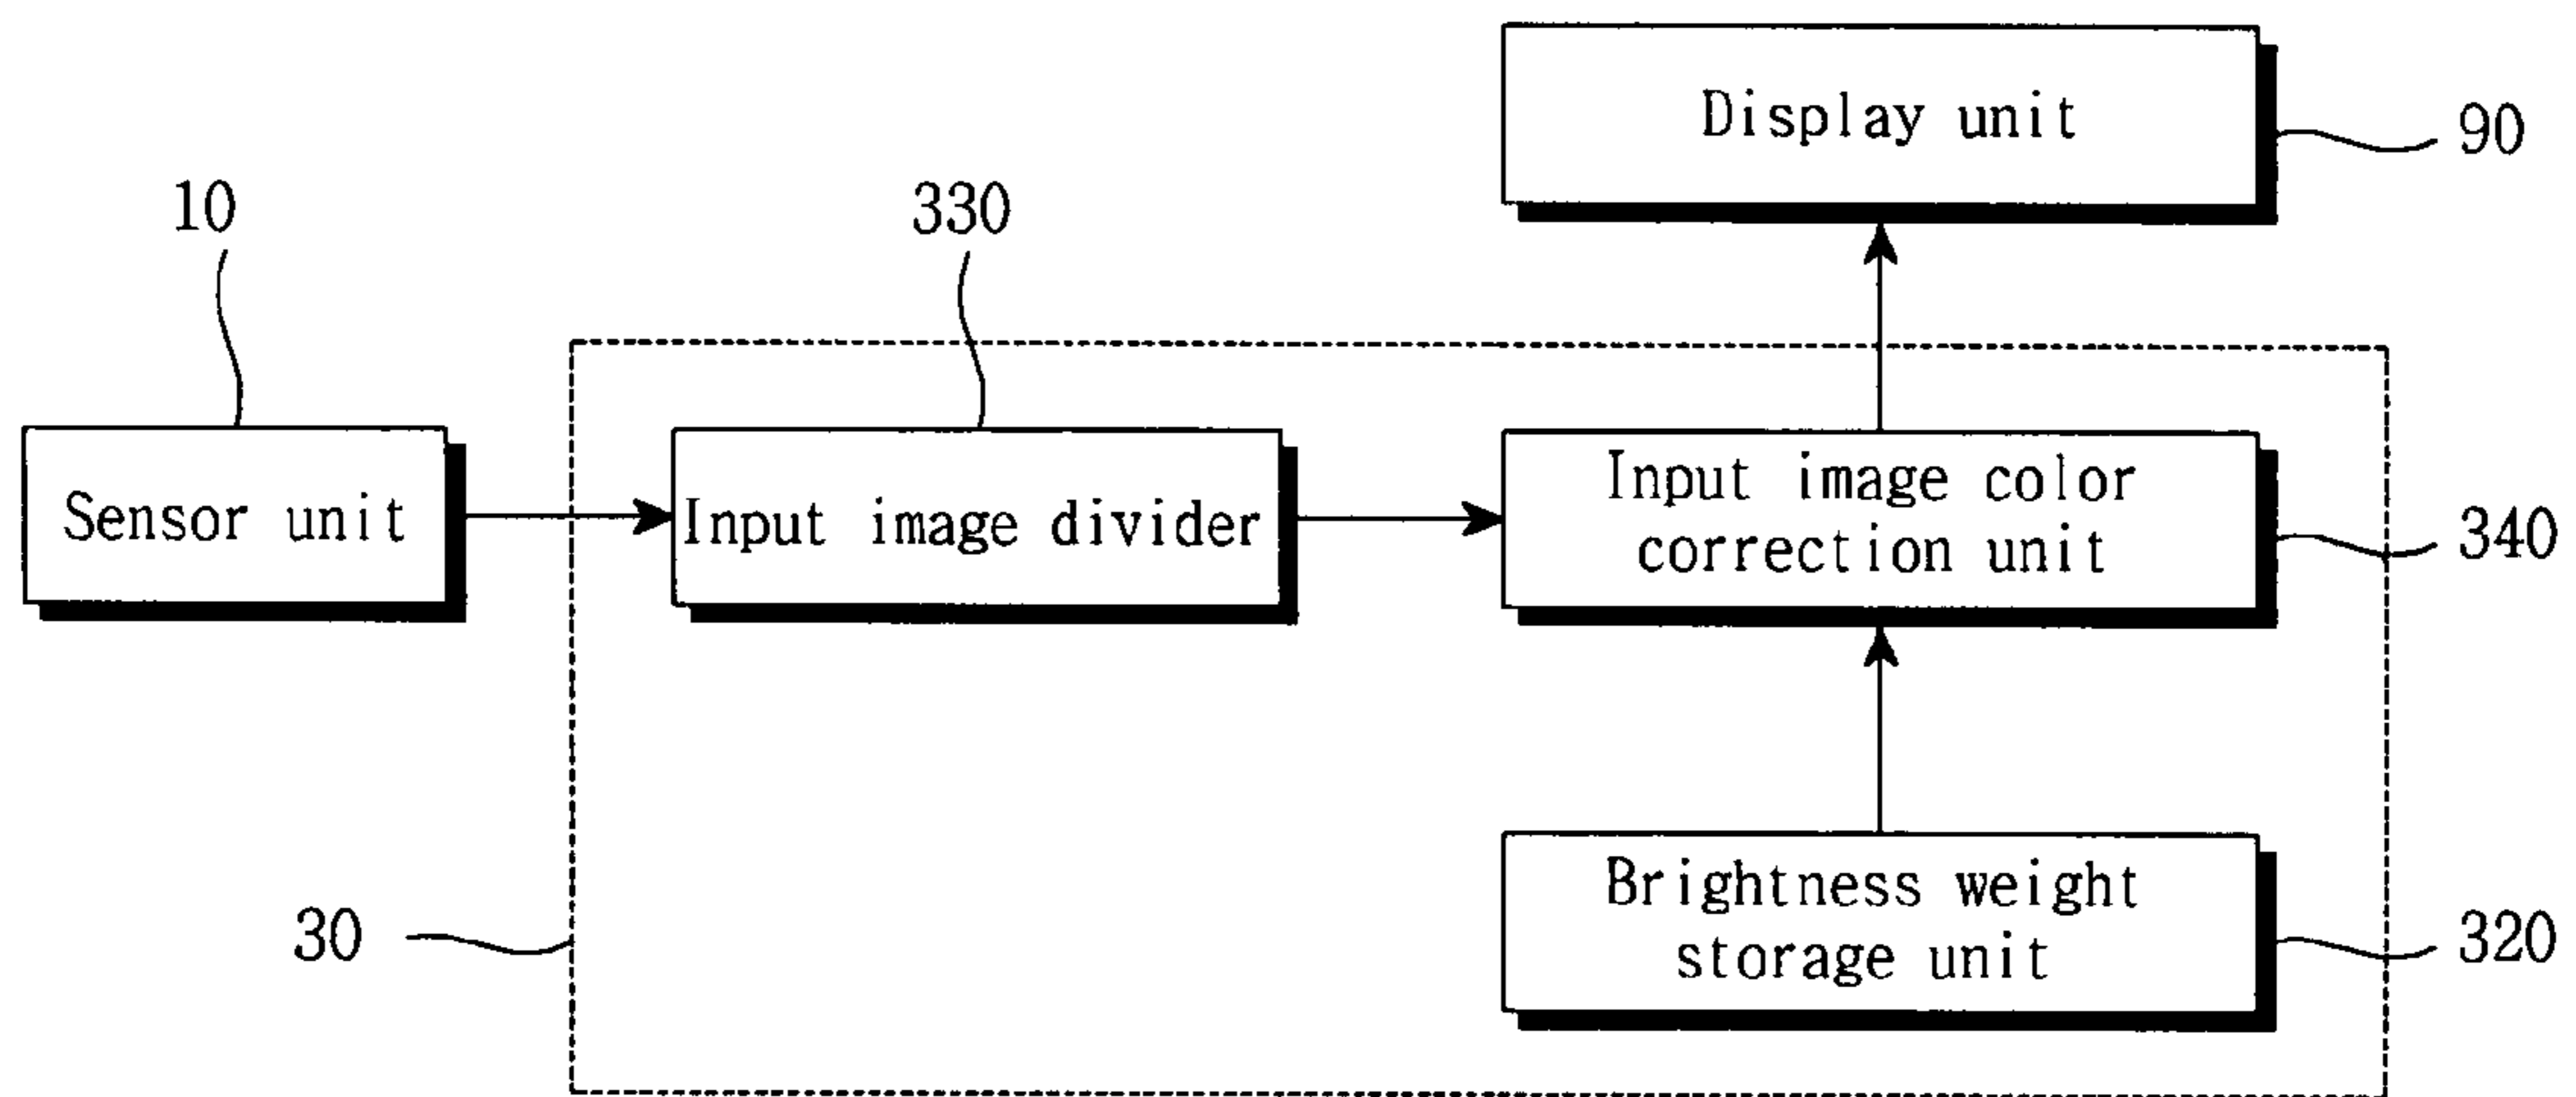 Display unit
90
10
330
Sensor unit
Input image divider
Input image color
correction unit
340
30
Brightness weight
storage unit
320